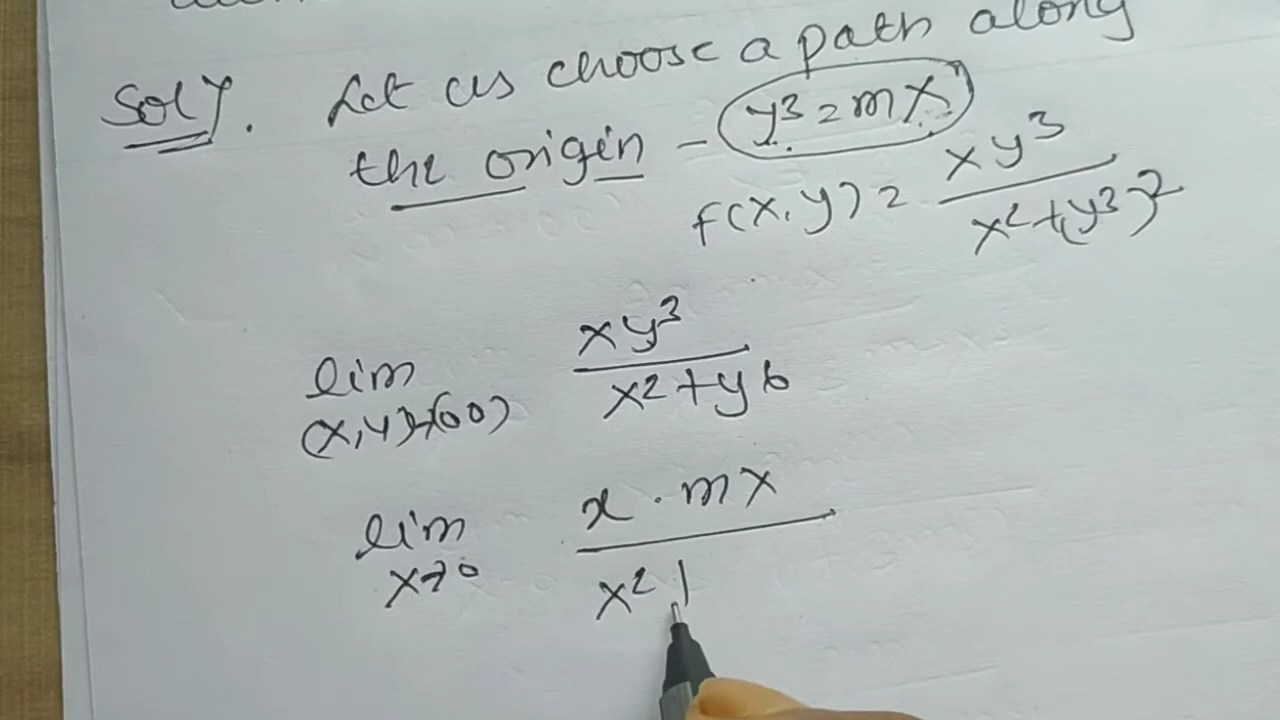 Solⁿ. Let us choose a path along
the origin - y³ = mx
f(x,y) = xy³ / x²+(y³)²
lim (x,y)→(0 0) xy³ / x²+y6
lim x→0 x . mx / x²